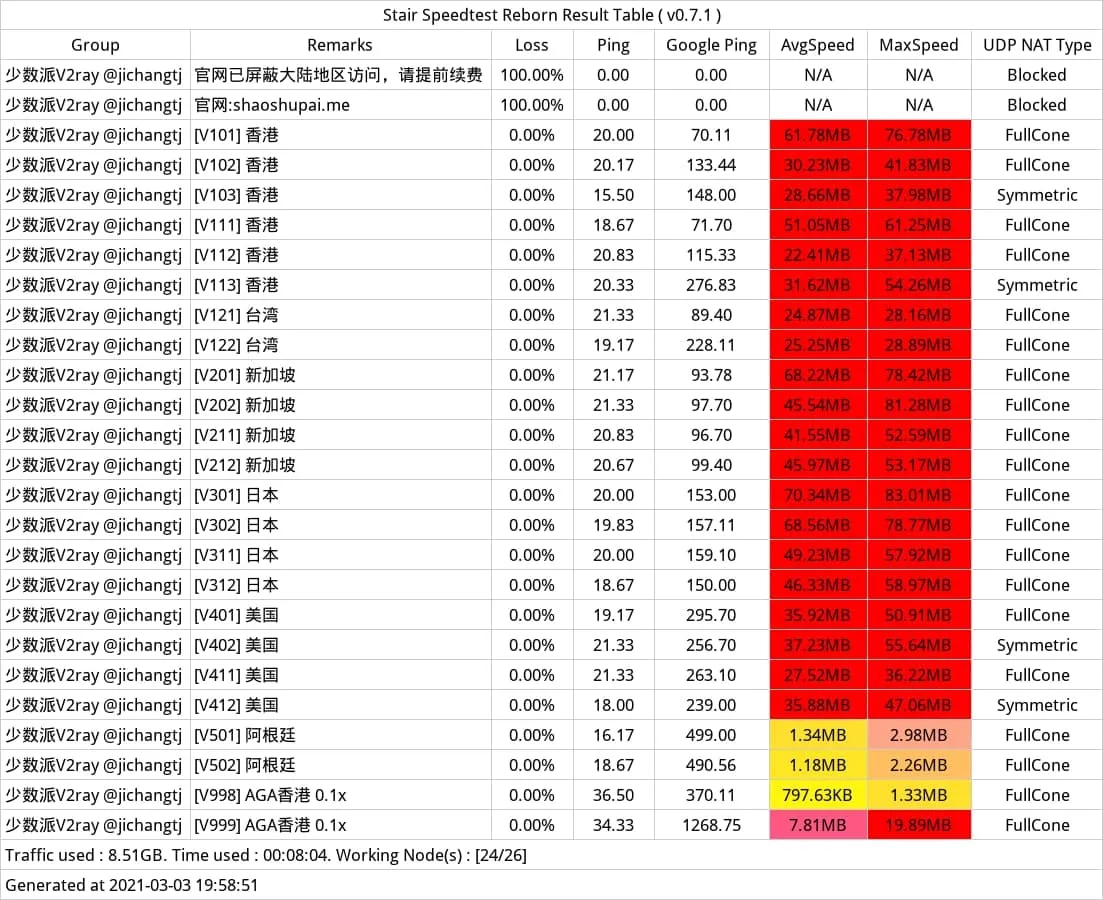 Stair Speedtest Reborn Result Table ( v0.7.1 )
Group Remarks Loss Ping Google Ping AvgSpeed MaxSpeed UDP NAT Type
少数派V2ray @jichangtj 官网已屏蔽大陆地区访问，请提前续费 100.00% 0.00 0.00 N/A N/A Blocked
少数派V2ray @jichangtj 官网:shaoshupai.me 100.00% 0.00 0.00 N/A N/A Blocked
少数派V2ray @jichangtj [V101] 香港 0.00% 20.00 70.11 61.78MB 76.78MB FullCone
少数派V2ray @jichangtj [V102] 香港 0.00% 20.17 133.44 30.23MB 41.83MB FullCone
少数派V2ray @jichangtj [V103] 香港 0.00% 15.50 148.00 28.66MB 37.98MB Symmetric
少数派V2ray @jichangtj [V111] 香港 0.00% 18.67 71.70 51.05MB 61.25MB FullCone
少数派V2ray @jichangtj [V112] 香港 0.00% 20.83 115.33 22.41MB 37.13MB FullCone
少数派V2ray @jichangtj [V113] 香港 0.00% 20.33 276.83 31.62MB 54.26MB Symmetric
少数派V2ray @jichangtj [V121] 台湾 0.00% 21.33 89.40 24.87MB 28.16MB FullCone
少数派V2ray @jichangtj [V122] 台湾 0.00% 19.17 228.11 25.25MB 28.89MB FullCone
少数派V2ray @jichangtj [V201] 新加坡 0.00% 21.17 93.78 68.22MB 78.42MB FullCone
少数派V2ray @jichangtj [V202] 新加坡 0.00% 21.33 97.70 45.54MB 81.28MB FullCone
少数派V2ray @jichangtj [V211] 新加坡 0.00% 20.83 96.70 41.55MB 52.59MB FullCone
少数派V2ray @jichangtj [V212] 新加坡 0.00% 20.67 99.40 45.97MB 53.17MB FullCone
少数派V2ray @jichangtj [V301] 日本 0.00% 20.00 153.00 70.34MB 83.01MB FullCone
少数派V2ray @jichangtj [V302] 日本 0.00% 19.83 157.11 68.56MB 78.77MB FullCone
少数派V2ray @jichangtj [V311] 日本 0.00% 20.00 159.10 49.23MB 57.92MB FullCone
少数派V2ray @jichangtj [V312] 日本 0.00% 18.67 150.00 46.33MB 58.97MB FullCone
少数派V2ray @jichangtj [V401] 美国 0.00% 19.17 295.70 35.92MB 50.91MB FullCone
少数派V2ray @jichangtj [V402] 美国 0.00% 21.33 256.70 37.23MB 55.64MB Symmetric
少数派V2ray @jichangtj [V411] 美国 0.00% 21.33 263.10 27.52MB 36.22MB FullCone
少数派V2ray @jichangtj [V412] 美国 0.00% 18.00 239.00 35.88MB 47.06MB Symmetric
少数派V2ray @jichangtj [V501] 阿根廷 0.00% 16.17 499.00 1.34MB 2.98MB FullCone
少数派V2ray @jichangtj [V502] 阿根廷 0.00% 18.67 490.56 1.18MB 2.26MB FullCone
少数派V2ray @jichangtj [V998] AGA香港 0.1x 0.00% 36.50 370.11 797.63KB 1.33MB FullCone
少数派V2ray @jichangtj [V999] AGA香港 0.1x 0.00% 34.33 1268.75 7.81MB 19.89MB FullCone
Traffic used : 8.51GB. Time used : 00:08:04. Working Node(s) : [24/26]
Generated at 2021-03-03 19:58:51